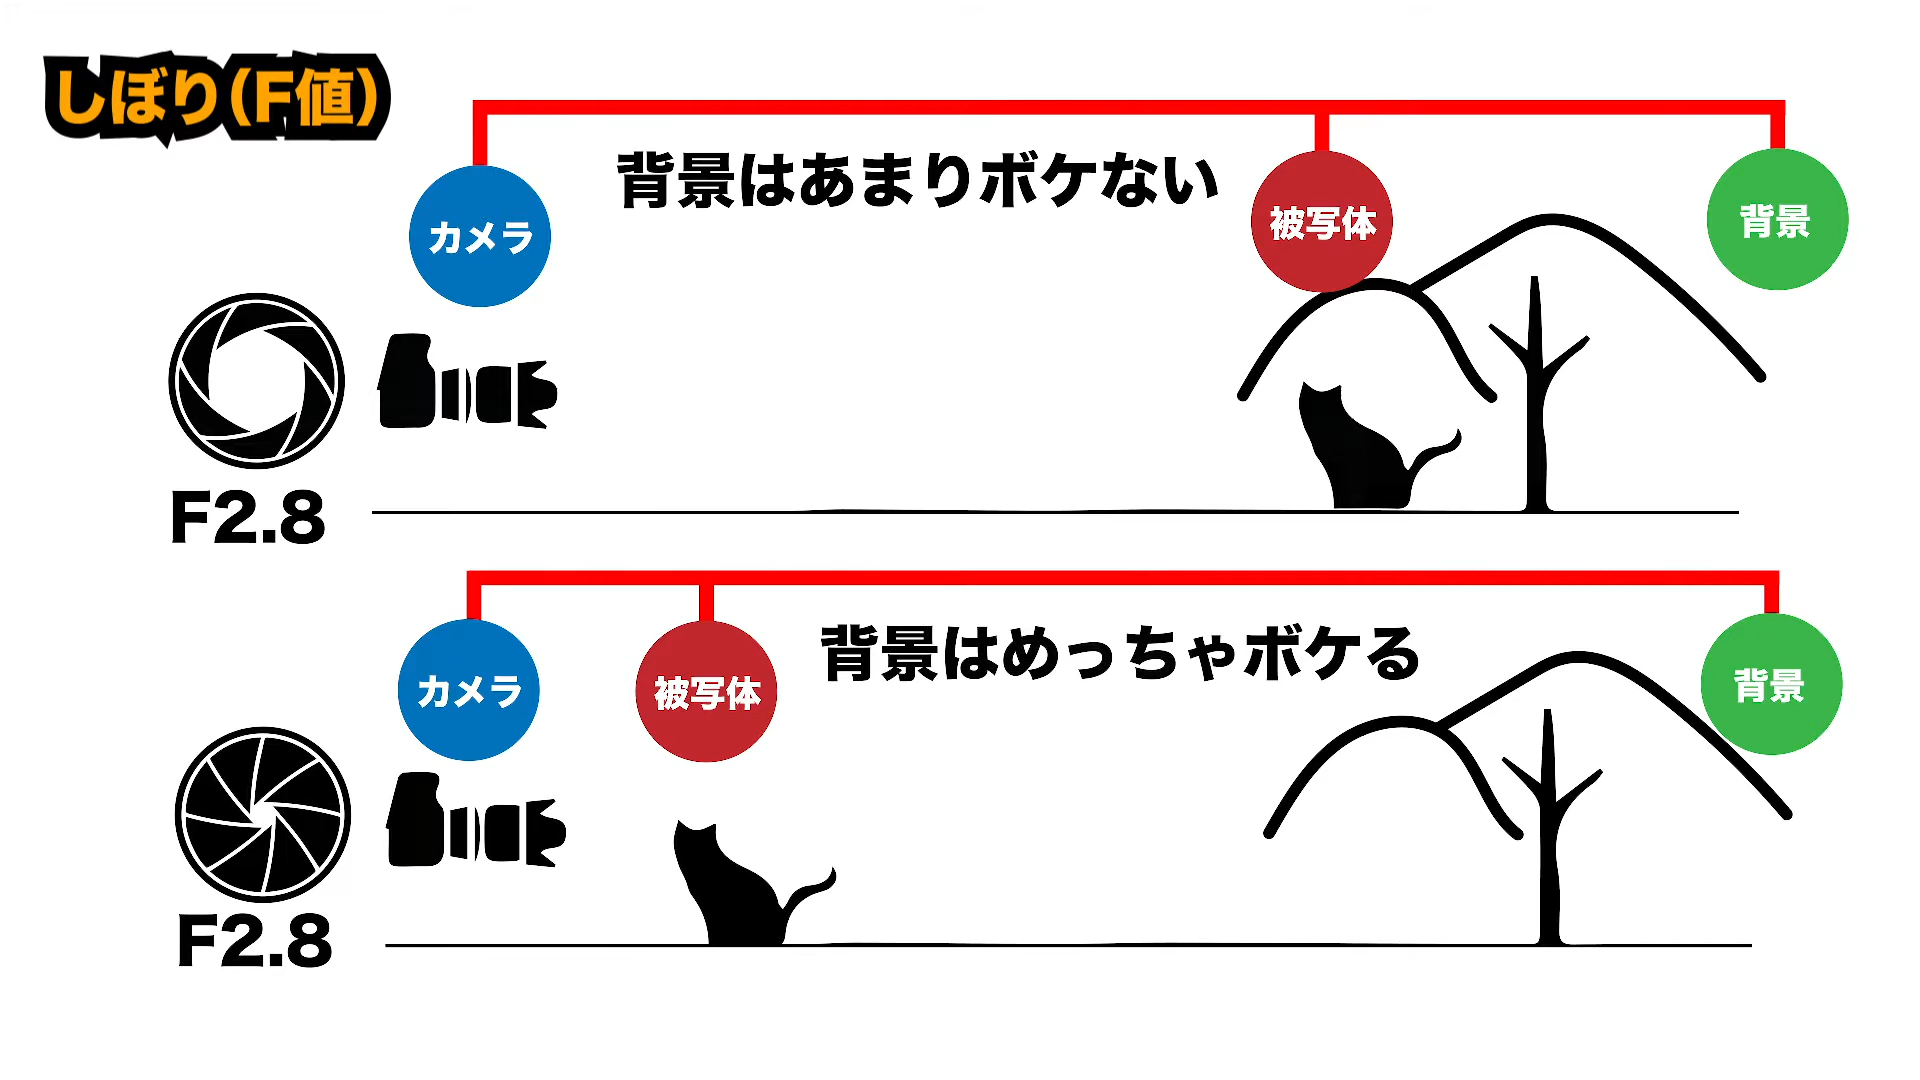 しぼり(F値)
背景はあまりボケない
カメラ
被写体
背景
F2.8
背景はめっちゃボケる
カメラ
被写体
背景
F2.8